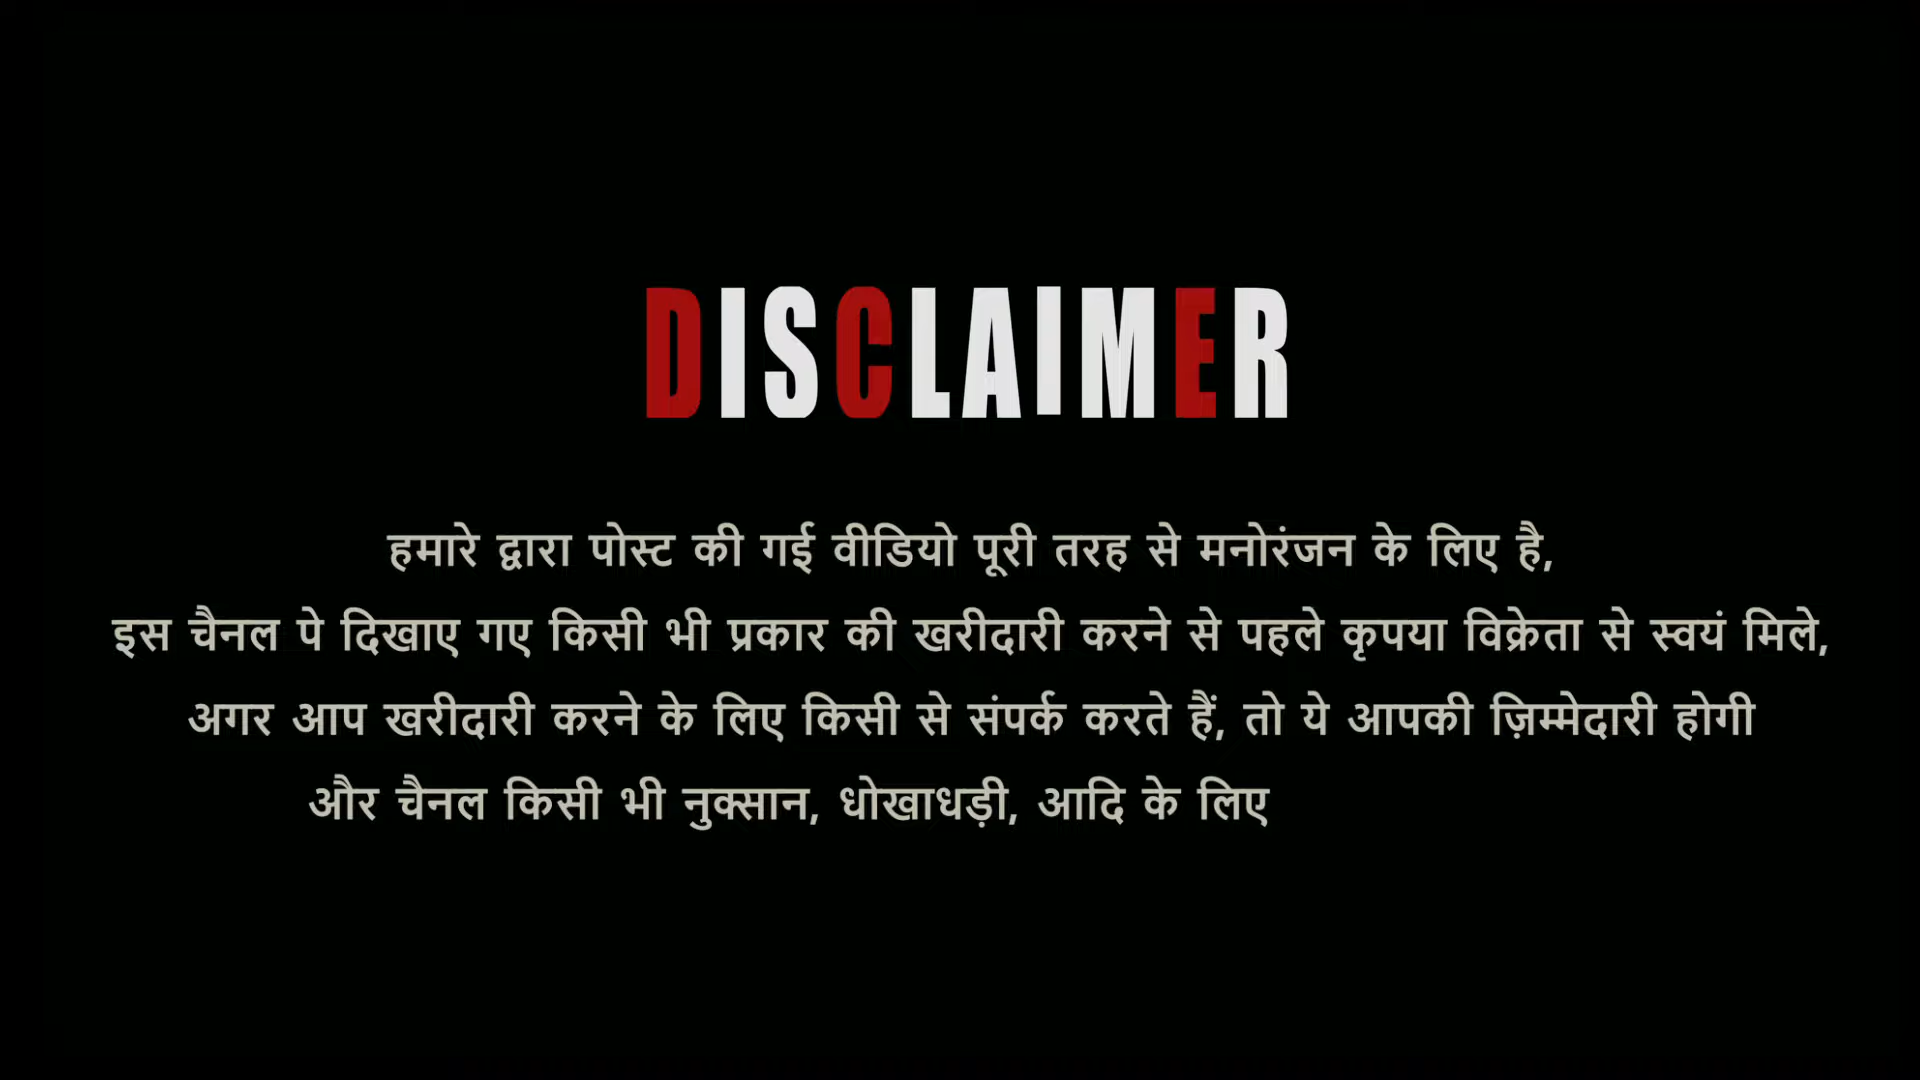 DISCLAIMER
हमारे द्वारा पोस्ट की गई वीडियो पूरी तरह से मनोरंजन के लिए है,
इस चैनल पे दिखाए गए किसी भी प्रकार की खरीदारी करने से पहले कृपया विक्रेता से स्वयं मिले,
अगर आप खरीदारी करने के लिए किसी से संपर्क करते हैं, तो ये आपकी ज़िम्मेदारी होगी
और चैनल किसी भी नुक्सान, धोखाधड़ी, आदि के लिए